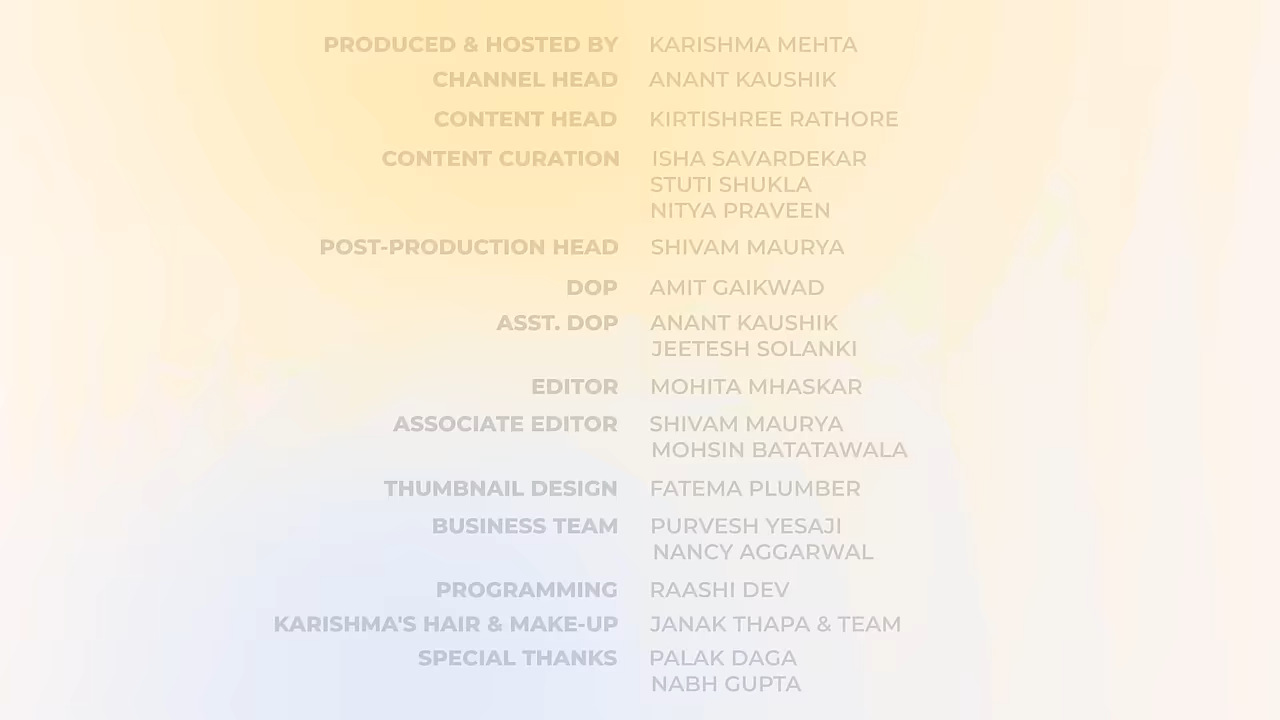 PRODUCED & HOSTED BY KARISHMA MEHTA
CHANNEL HEAD ANANT KAUSHIK
CONTENT HEAD KIRTISHREE RATHORE
CONTENT CURATION ISHA SAVARDEKAR
STUTI SHUKLA
NITYA PRAVEEN
POST-PRODUCTION HEAD SHIVAM MAURYA
DOP AMIT GAIKWAD
ASST. DOP ANANT KAUSHIK
JEETESH SOLANKI
EDITOR MOHITA MHASKAR
ASSOCIATE EDITOR SHIVAM MAURYA
MOHSIN BATATAWALA
THUMBNAIL DESIGN FATEMA PLUMBER
BUSINESS TEAM PURVESH YESAJI
NANCY AGGARWAL
PROGRAMMING RAASHI DEV
KARISHMA'S HAIR & MAKE-UP JANAK THAPA & TEAM
SPECIAL THANKS PALAK DAGA
NABH GUPTA